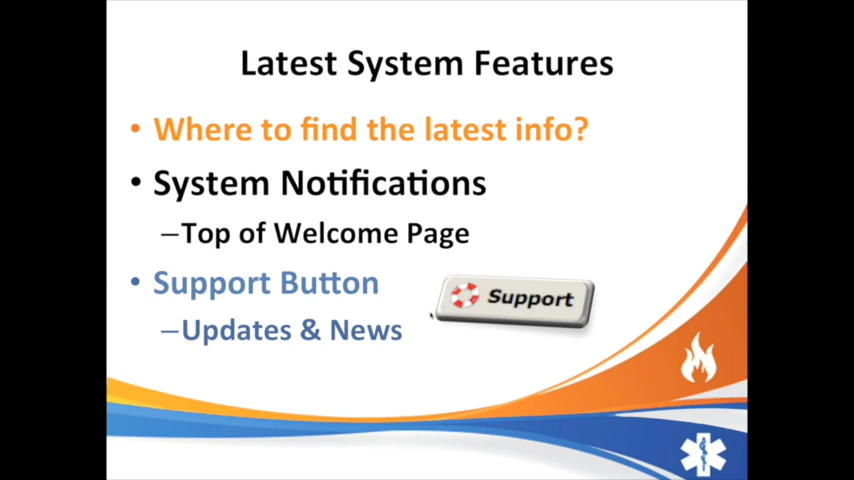 Latest System Features
• Where to find the latest info?
• System Notifications
–Top of Welcome Page
• Support Button
Support
–Updates & News